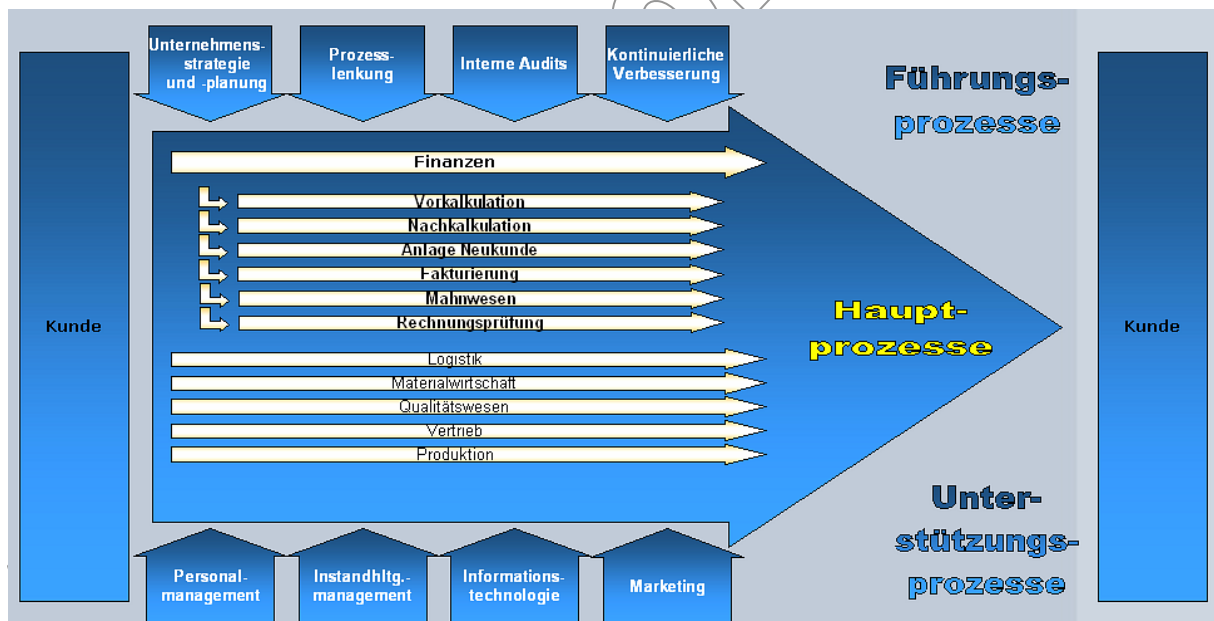 Unternehmens-
strategie
und -planung
Prozess-
lenkung
Interne Audits
Kontinuierliche
Verbesserung
Führungs-
prozesse
Kunde
Finanzen
Vorkalkulation
Nachkalkulation
Anlage Neukunde
Fakturierung
Mahnwesen
Rechnungsprüfung
Logistik
Materialwirtschaft
Qualitätswesen
Vertrieb
Produktion
Haupt-
prozesse
Kunde
Unter-
stützungs-
prozesse
Personal-
management
Instandhltg.-
management
Informations-
technologie
Marketing